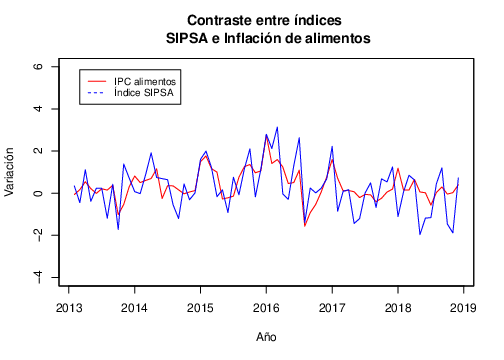 Contraste entre índices
SIPSA e Inflación de alimentos
IPC alimentos
Índice SIPSA
Variación
6
4
2
0
−2
−4
2013 2014 2015 2016 2017 2018 2019
Año